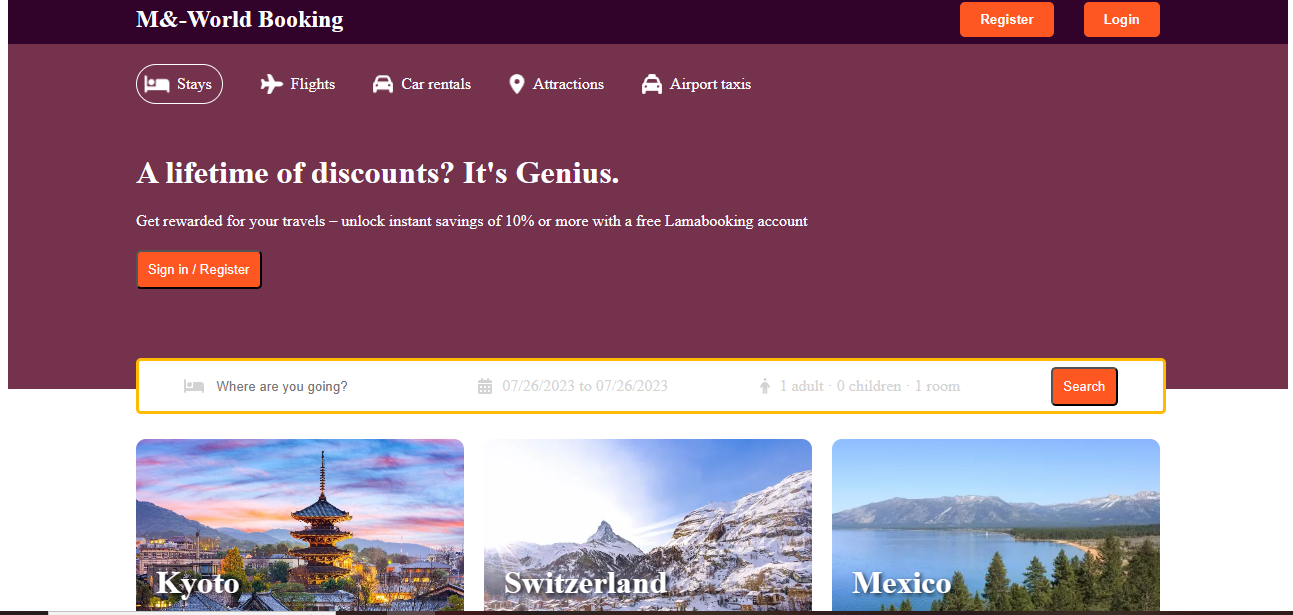 M&-World Booking
Register
Login
Stays
Flights
Car rentals
Attractions
Airport taxis
A lifetime of discounts? It's Genius.
Get rewarded for your travels – unlock instant savings of 10% or more with a free Lamabooking account
Sign in / Register
Where are you going?
07/26/2023 to 07/26/2023
1 adult · 0 children · 1 room
Search
Kyoto
Switzerland
Mexico